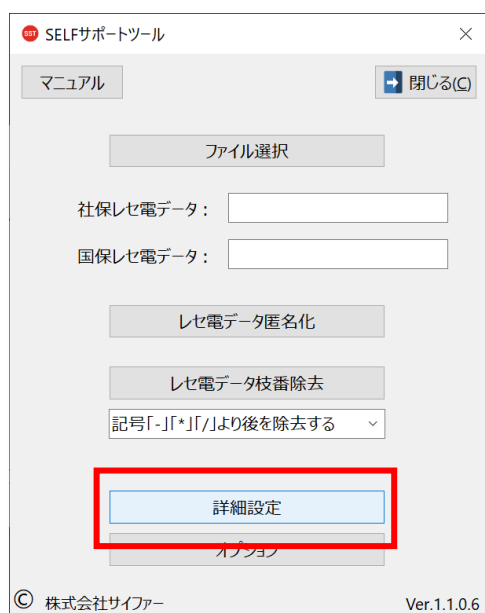 SST SELFサポートツール
マニュアル 閉じる(C)
ファイル選択
社保レセ電データ：
国保レセ電データ：
レセ電データ匿名化
レセ電データ枝番除去
記号「-」「*」「/」より後を除去する
詳細設定
オプション
© 株式会社サイファー Ver.1.1.0.6